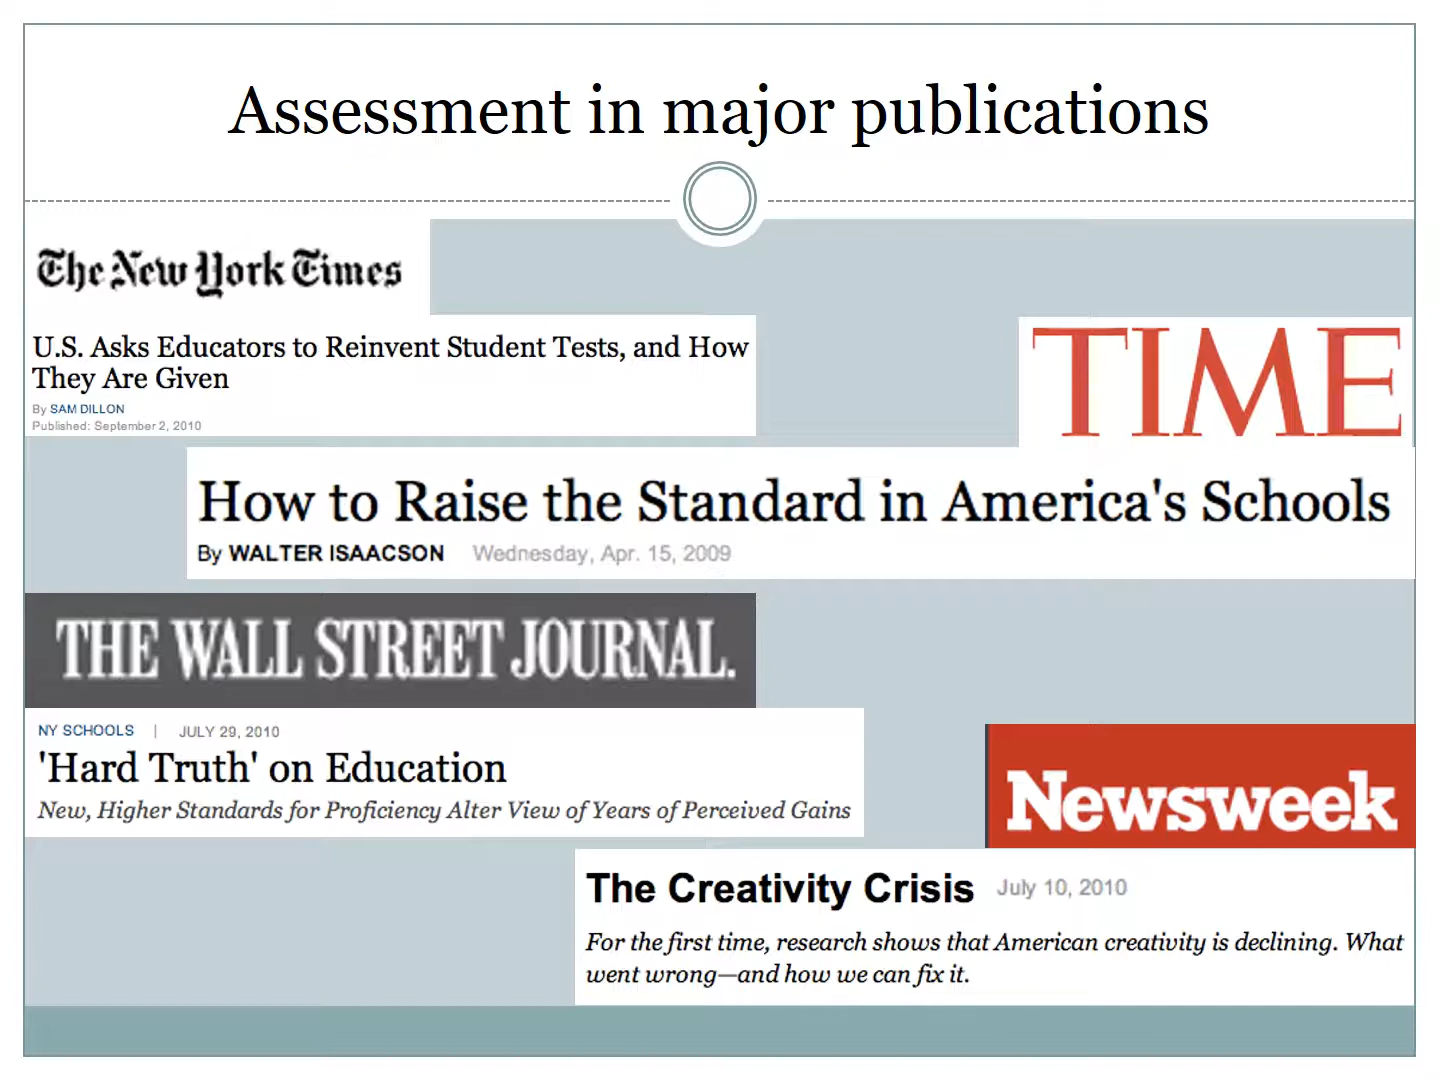 Assessment in major publications
The New York Times
U.S. Asks Educators to Reinvent Student Tests, and How
They Are Given
By SAM DILLON
Published: September 2, 2010
TIME
How to Raise the Standard in America's Schools
By WALTER ISAACSON Wednesday, Apr. 15, 2009
THE WALL STREET JOURNAL.
NY SCHOOLS | JULY 29, 2010
'Hard Truth' on Education
New, Higher Standards for Proficiency Alter View of Years of Perceived Gains
Newsweek
The Creativity Crisis July 10, 2010
For the first time, research shows that American creativity is declining. What
went wrong—and how we can fix it.